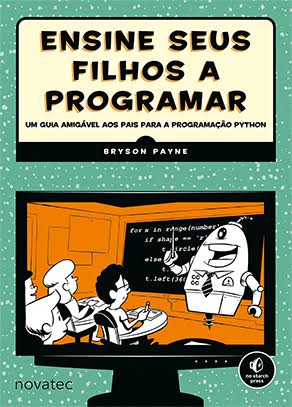 ENSINE SEUS
FILHOS A
PROGRAMAR
UM GUIA AMIGÁVEL AOS PAIS PARA A PROGRAMAÇÃO PYTHON
BRYSON PAYNE
for x in range(number
if shape == "r
t.circle(
else:
t.left(360
novatec
no starch
press